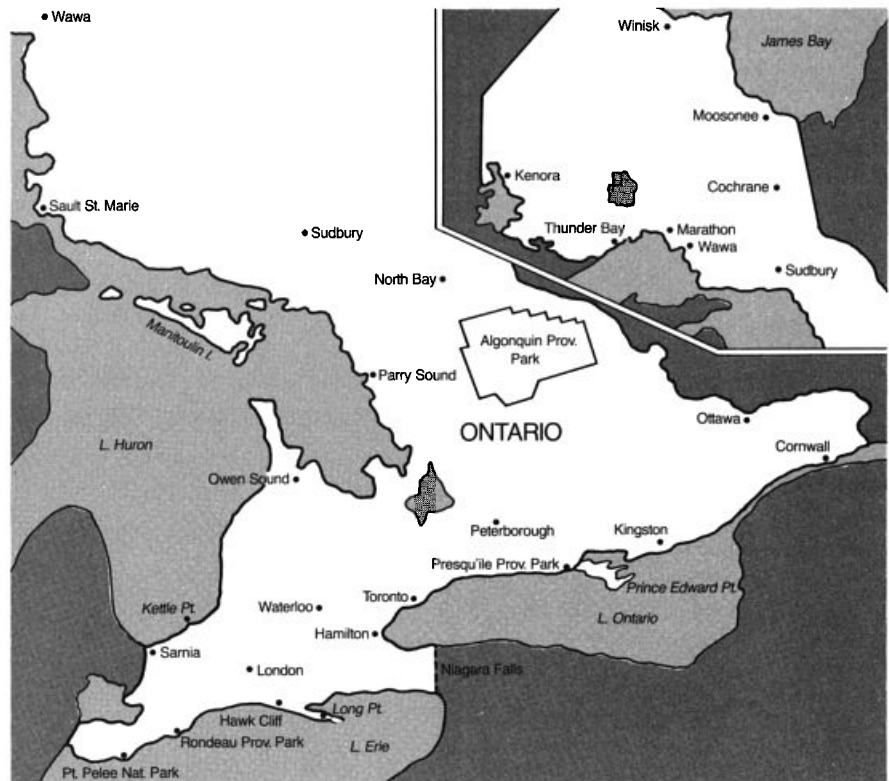 Wawa
Winisk
James Bay
Moosonee
Kenora
Cochrane
Sault St. Marie
Thunder Bay
Marathon
Wawa
Sudbury
Sudbury
North Bay
Manitoulin I.
Algonquin Prov.
Park
Parry Sound
Ottawa
ONTARIO
L. Huron
Cornwall
Owen Sound
Peterborough
Kingston
Presqu'ile Prov. Park
Prince Edward Pt.
Kettle Pt.
Waterloo
Toronto
L. Ontario
Hamilton
Sarnia
London
Niagara Falls
Long Pt.
Hawk Cliff
Rondeau Prov. Park
L. Erie
Pt. Pelee Nat. Park